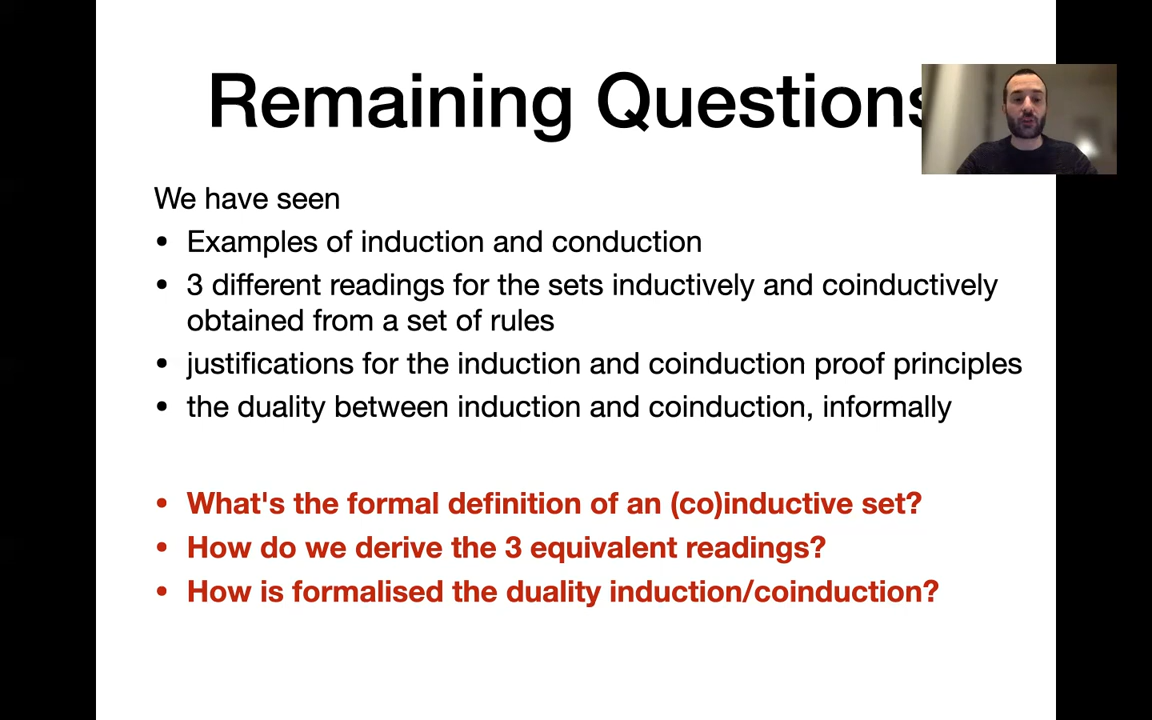 Remaining Questions
We have seen
• Examples of induction and conduction
• 3 different readings for the sets inductively and coinductively
obtained from a set of rules
• justifications for the induction and coinduction proof principles
• the duality between induction and coinduction, informally
• What's the formal definition of an (co)inductive set?
• How do we derive the 3 equivalent readings?
• How is formalised the duality induction/coinduction?